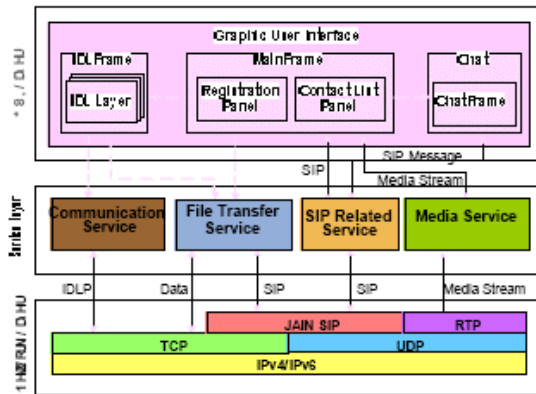 Graphic User Interface
IDLFrame
MainFrame
Chat
IDL Layer
Registration
Panel
ContactList
Panel
ChatFrame
SIP Message
SIP
Media Stream
Communication
Service
File Transfer
Service
SIP Related
Service
Media Service
IDLP
Data
SIP
SIP
Media Stream
JAIN SIP
RTP
TCP
UDP
IPv4/IPv6